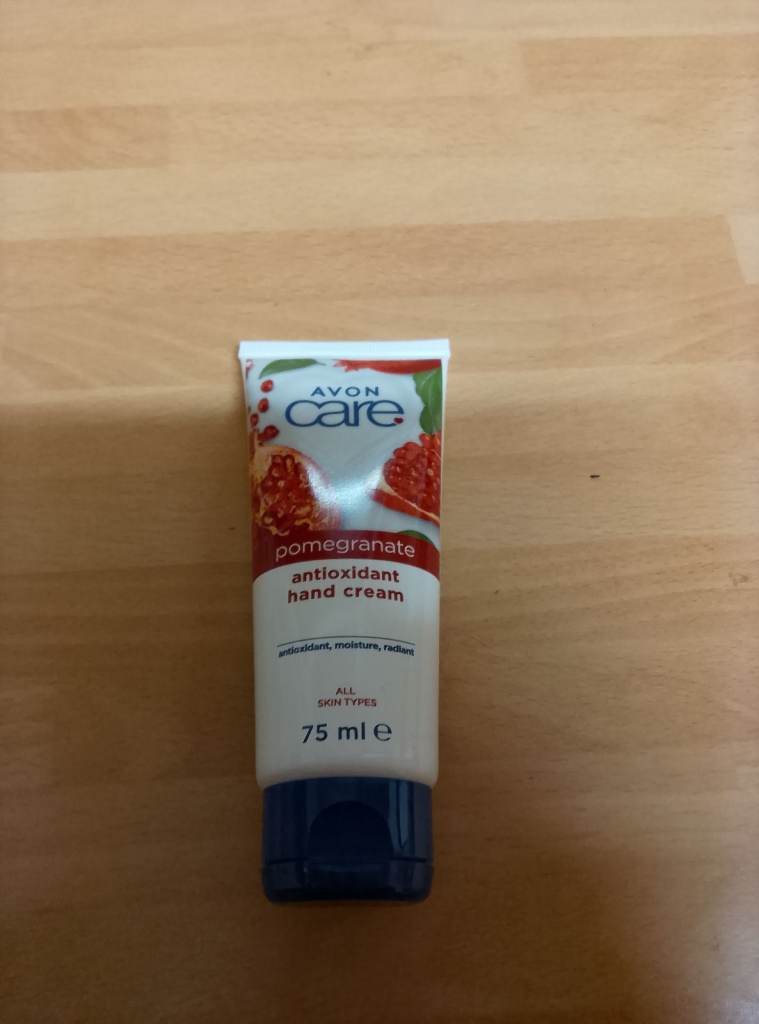 AVON
care
pomegranate
antioxidant
hand cream
antioxidant, moisture, radiant
ALL
SKIN TYPES
75 ml e